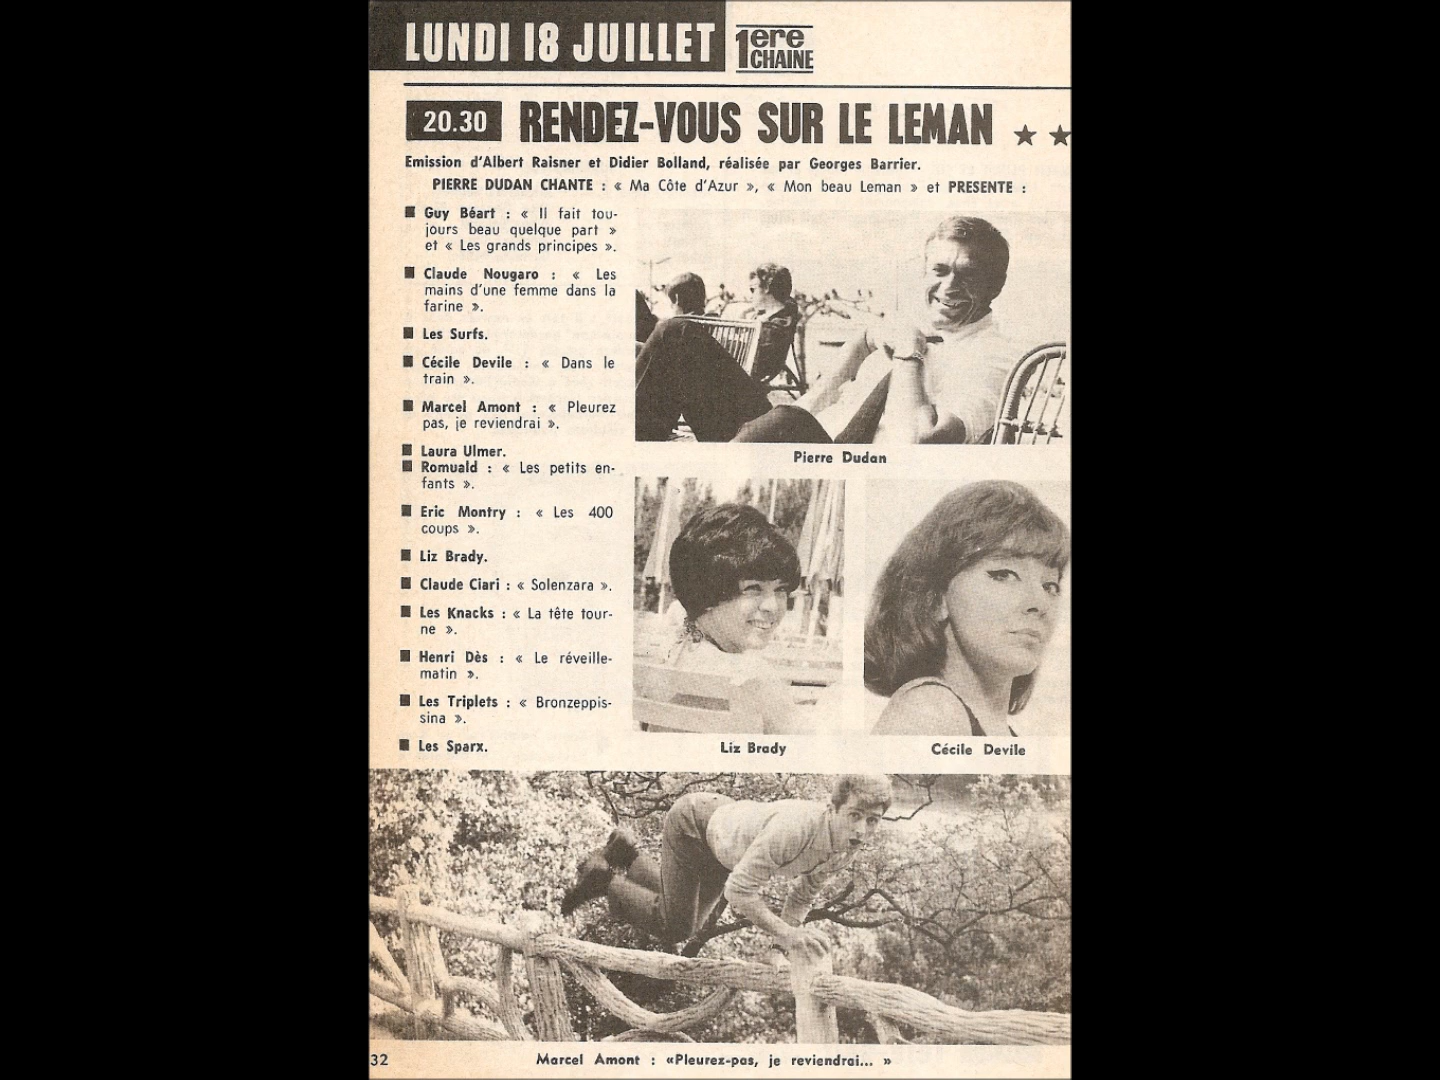 LUNDI 18 JUILLET 1ere CHAINE
20.30 RENDEZ-VOUS SUR LE LEMAN ★ ★
Emission d'Albert Raisner et Didier Bolland, réalisée par Georges Barrier.
PIERRE DUDAN CHANTE : « Ma Côte d'Azur », « Mon beau Leman » et PRESENTE :
■ Guy Béart : « Il fait tou-
jours beau quelque part »
et « Les grands principes ».
■ Claude Nougaro : « Les
mains d'une femme dans la
farine ».
■ Les Surfs.
■ Cécile Devile : « Dans le
train ».
■ Marcel Amont : « Pleurez
pas, je reviendrai ».
■ Laura Ulmer.
■ Romuald : « Les petits en-
fants ».
■ Eric Montry : « Les 400
coups ».
■ Liz Brady.
■ Claude Ciari : « Solenzara ».
■ Les Knacks : « La tête tour-
ne ».
■ Henri Dès : « Le réveille-
matin ».
■ Les Triplets : « Bronzeppis-
sina ».
■ Les Sparx.
Pierre Dudan
Liz Brady
Cécile Devile
32
Marcel Amont : «Pleurez-pas, je reviendrai... »